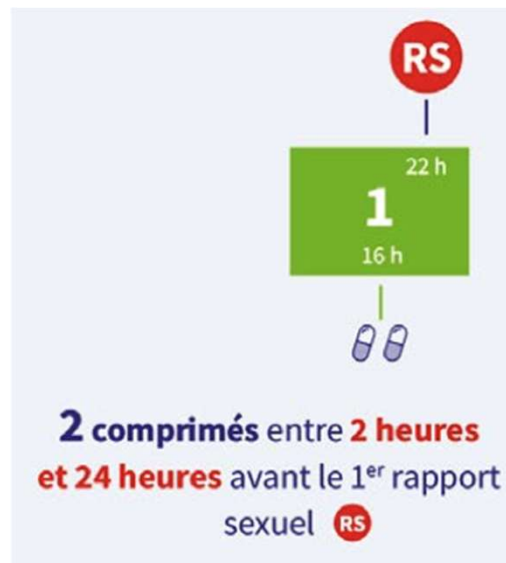 RS
22 h
1
16 h
2 comprimés entre 2 heures
et 24 heures avant le 1er rapport
sexuel RS